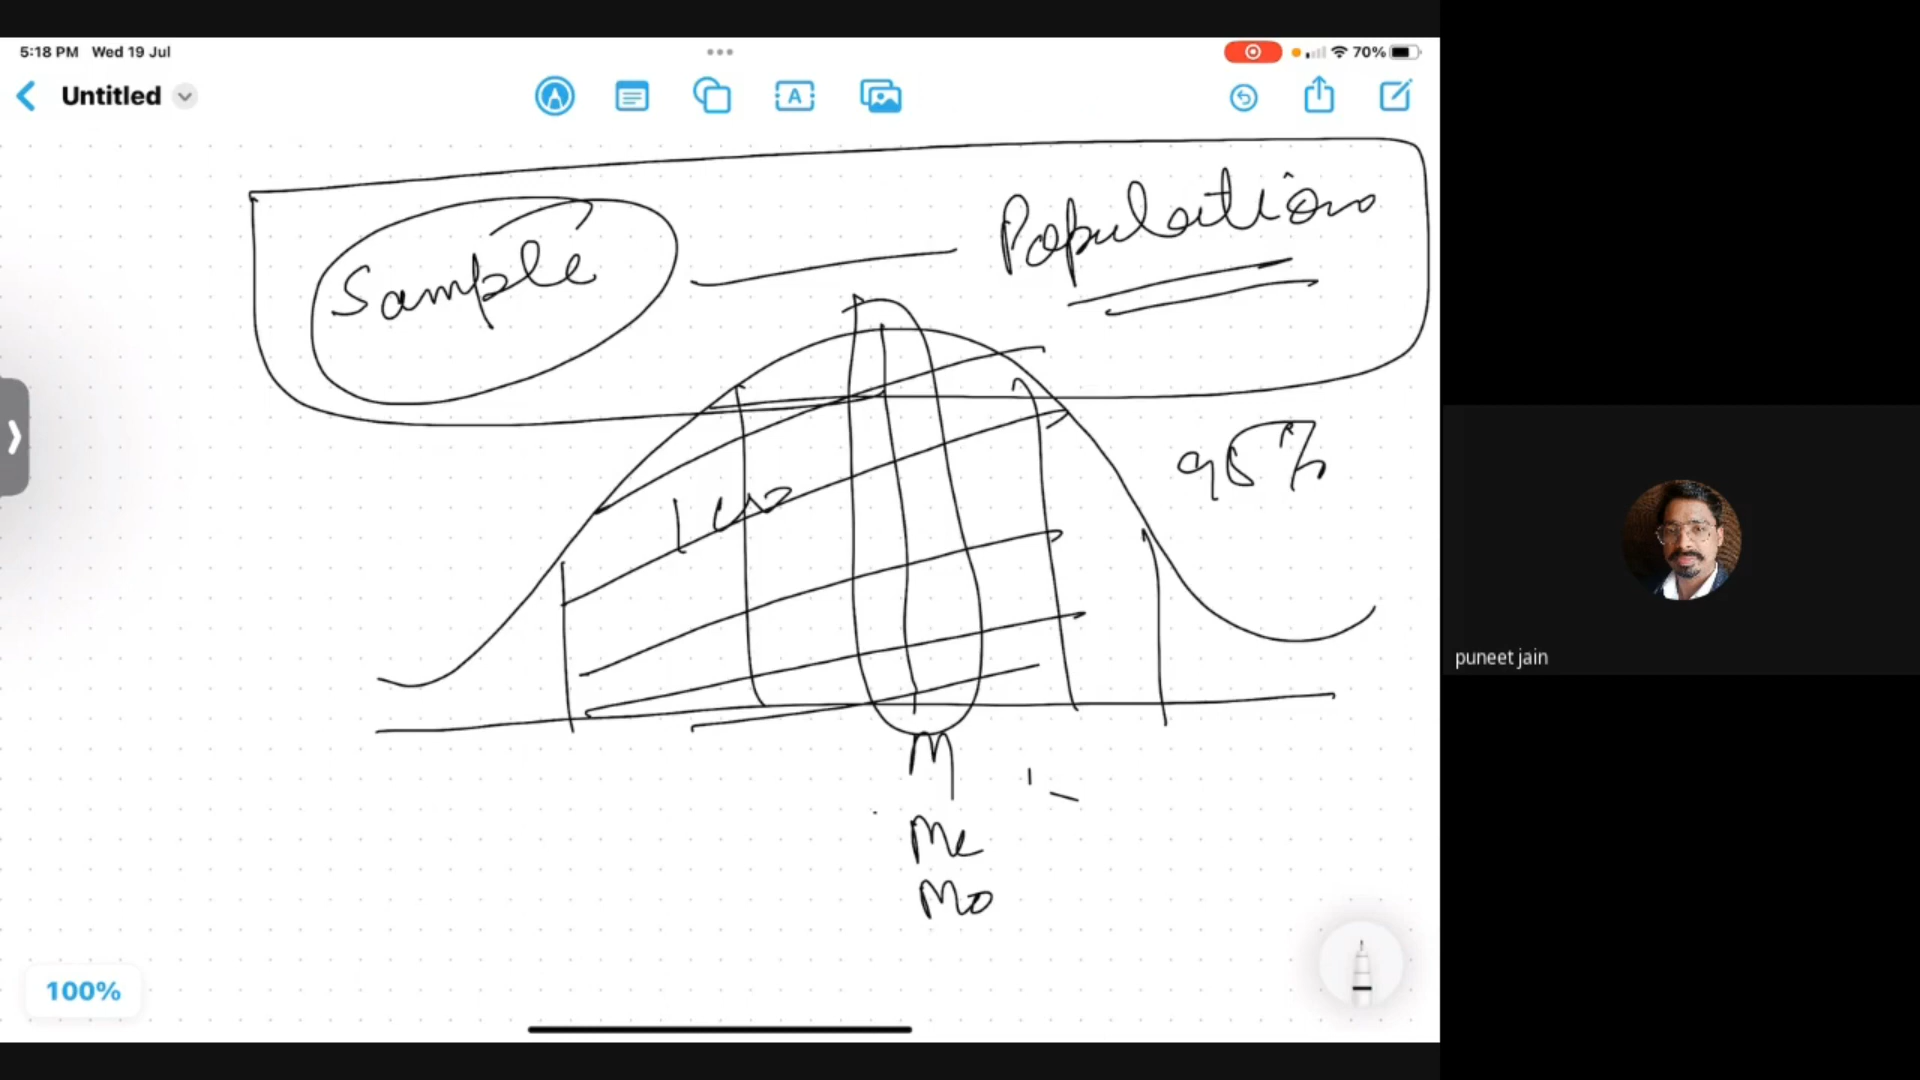 5:18 PM Wed 19 Jul
70%
Untitled
A
Sample
Population
95%
M
Me
Mo
100%
puneet jain